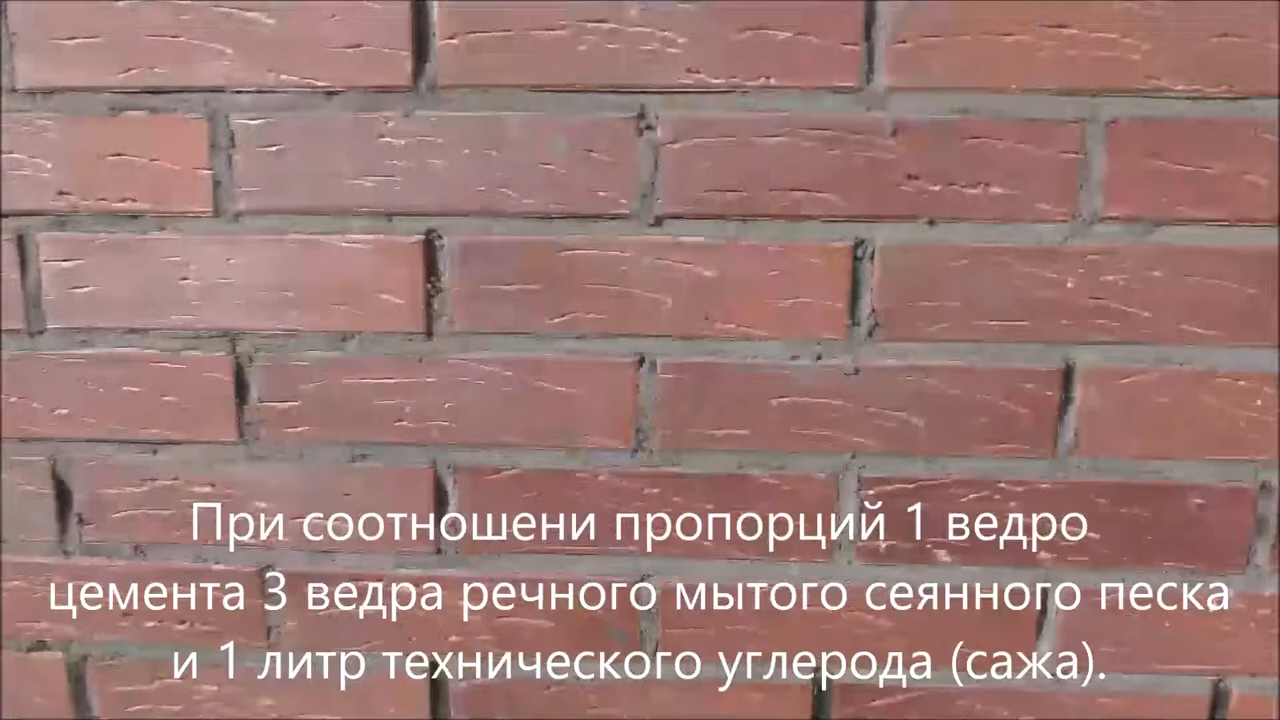 При соотношени пропорций 1 ведро
цемента 3 ведра речного мытого сеянного песка
и 1 литр технического углерода (сажа).